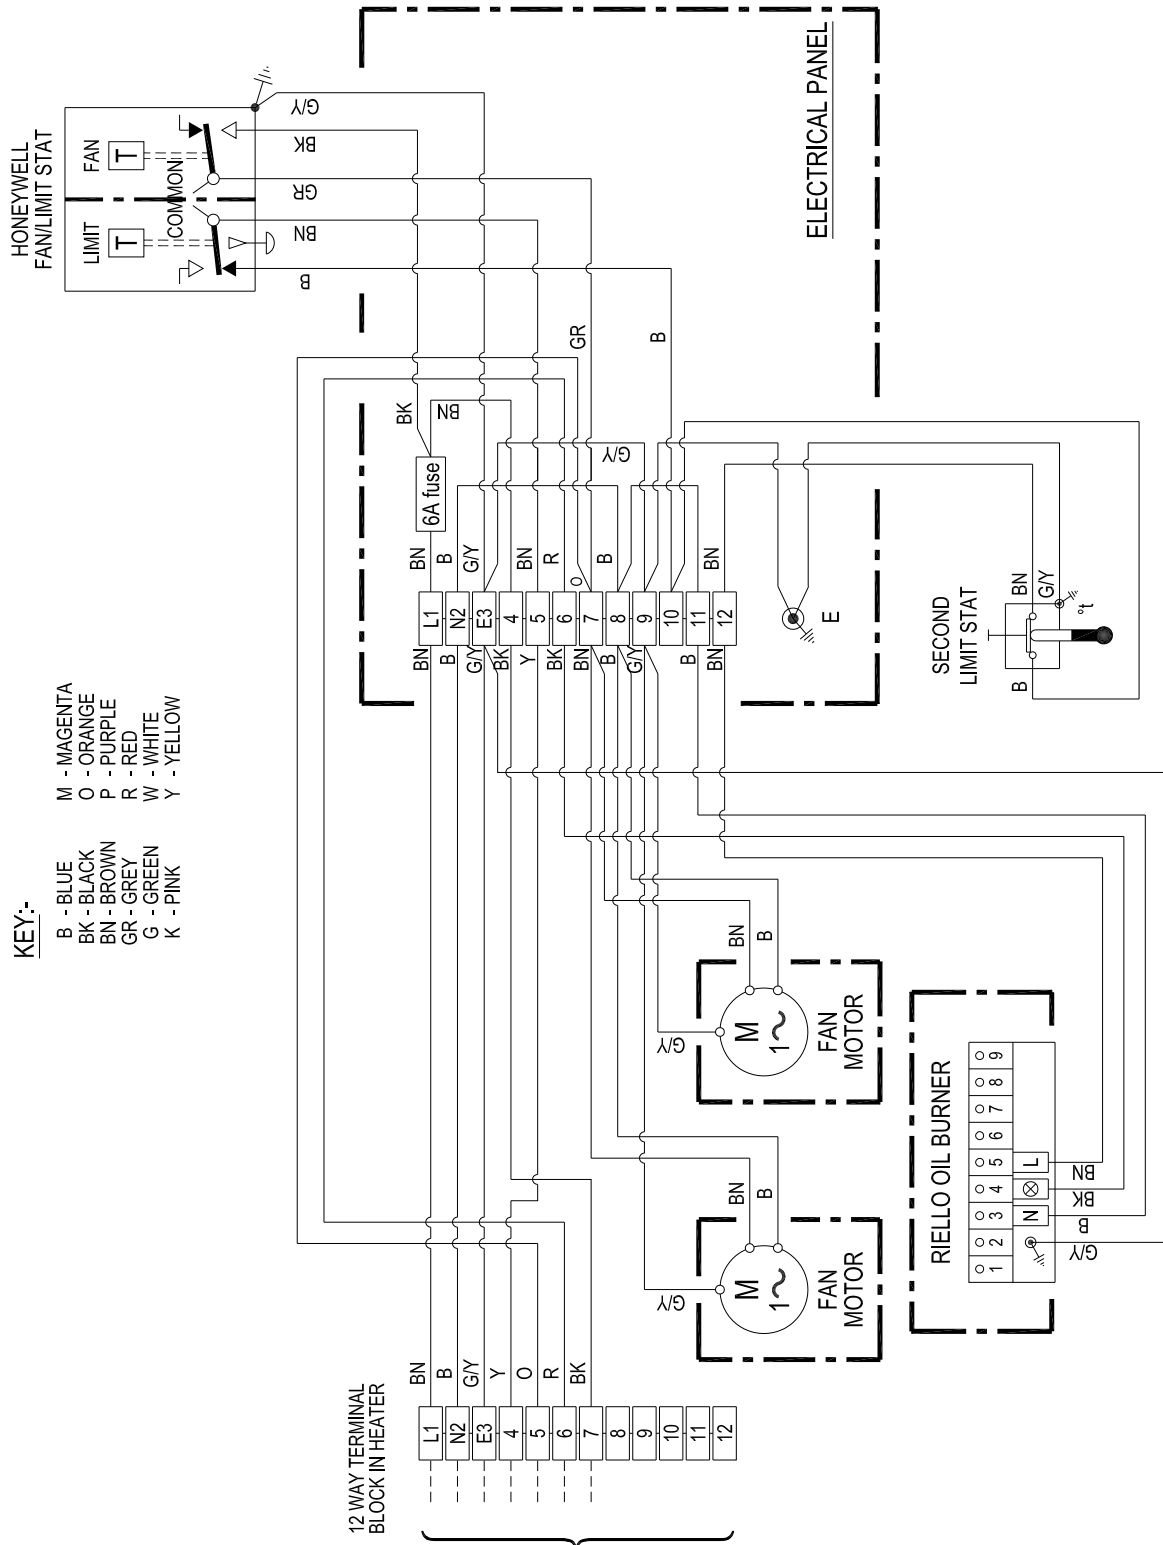 KEY:-
B - BLUE
BK - BLACK
BN - BROWN
GR - GREY
G - GREEN
K - PINK
M - MAGENTA
O - ORANGE
P - PURPLE
R - RED
W - WHITE
Y - YELLOW
HONEYWELL
FAN/LIMIT STAT
LIMIT
FAN
T
T
COMMON
B
BN
GR
BK
G/Y
GR
B
ELECTRICAL PANEL
BK
BN
6A fuse
G/Y
BN
B
G/Y
BN
R
O
B
BN
L1
N2
E3
4
5
6
7
8
9
10
11
12
BN
B
G/Y
BK
Y
BK
BN
B
G/Y
B
BN
E
SECOND
LIMIT STAT
B
BN
G/Y
°t
12 WAY TERMINAL
BLOCK IN HEATER
BN
B
G/Y
Y
O
R
BK
L1
N2
E3
4
5
6
7
8
9
10
11
12
G/Y
BN
B
M
1
FAN
MOTOR
G/Y
BN
B
M
1
FAN
MOTOR
RIELLO OIL BURNER
1 2 3 4 5 6 7 8 9
N
L
G/Y
B
BK
BN